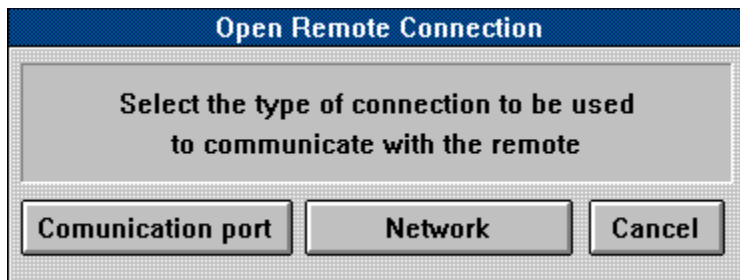 Open Remote Connection
Select the type of connection to be used
to communicate with the remote
Comunication port Network Cancel